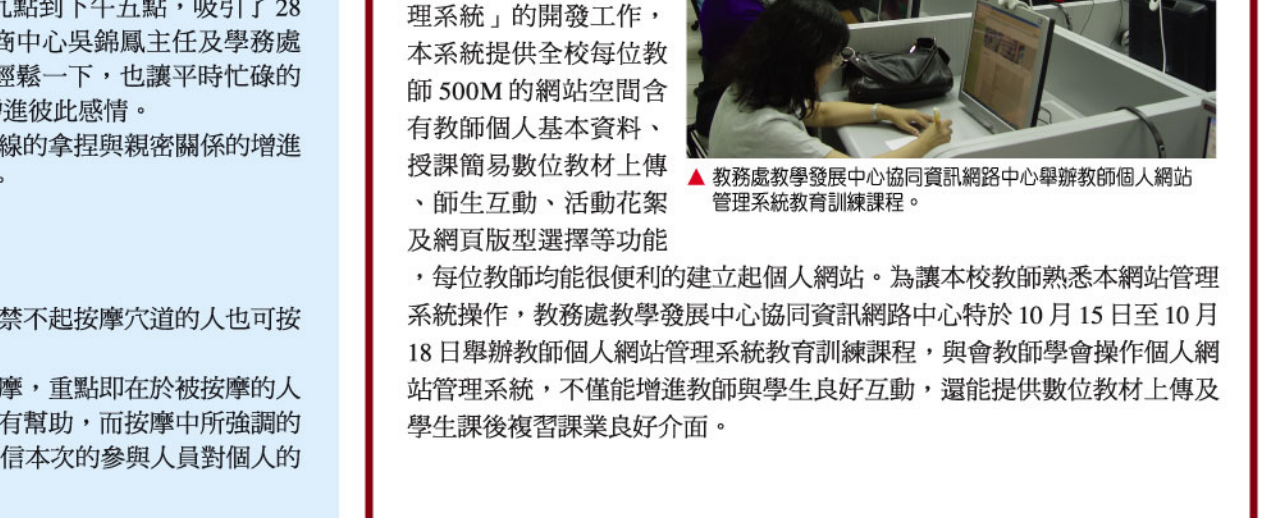 九點到下午五點，吸引了 28
商中心吳錦鳳主任及學務處
輕鬆一下，也讓平時忙碌的
進彼此感情。
線的拿捏與親密關係的增進
。
禁不起按摩穴道的人也可按
摩，重點即在於被按摩的人
有幫助，而按摩中所強調的
信本次的參與人員對個人的
理系統」的開發工作，
本系統提供全校每位教
師 500M 的網站空間含
有教師個人基本資料、
授課簡易數位教材上傳
、師生互動、活動花絮
及網頁版型選擇等功能
，每位教師均能很便利的建立起個人網站。為讓本校教師熟悉本網站管理
系統操作，教務處教學發展中心協同資訊網路中心特於 10 月 15 日至 10 月
18 日舉辦教師個人網站管理系統教育訓練課程，與會教師學會操作個人網
站管理系統，不僅能增進教師與學生良好互動，還能提供數位教材上傳及
學生課後複習課業良好介面。
▲ 教務處教學發展中心協同資訊網路中心舉辦教師個人網站
管理系統教育訓練課程。